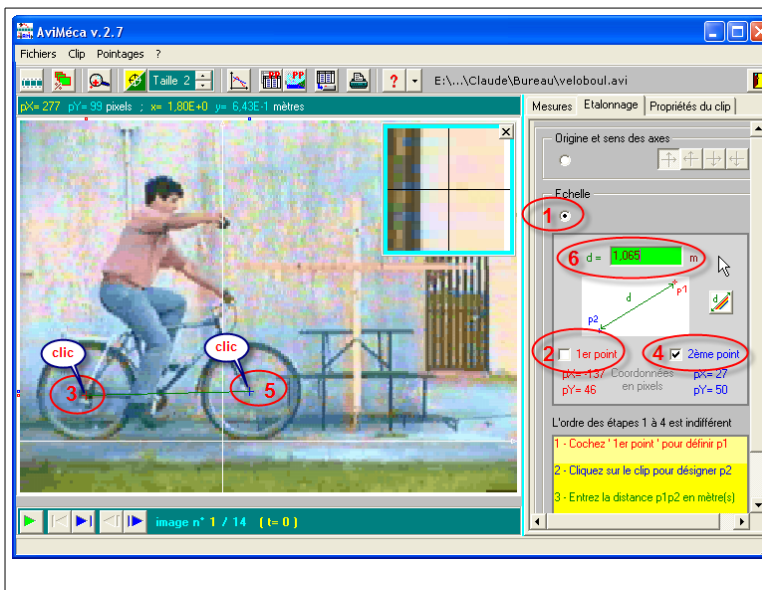 AviMéca v. 2.7
Fichiers Clip Pointages ?
Taille 2 ? E:\...\Claude\Bureau\veloboul.avi
pX= 277 pY= 99 pixels ; x= 1,80E+0 y= 6,43E-1 mètres
Mesures Etalonnage Propriétés du clip
Origine et sens des axes
Echelle
1
6 d = 1,065 m
d p1
p2
d
clic clic
2 1er point 4 2ème point
3 5
pX= -137 Coordonnées pX= 27
pY= 46 en pixels pY= 50
L'ordre des étapes 1 à 4 est indifférent
1 - Cochez ' 1er point ' pour définir p1
2 - Cliquez sur le clip pour désigner p2
3 - Entrez la distance p1p2 en mètre(s)
image n° 1 / 14 ( t= 0 )